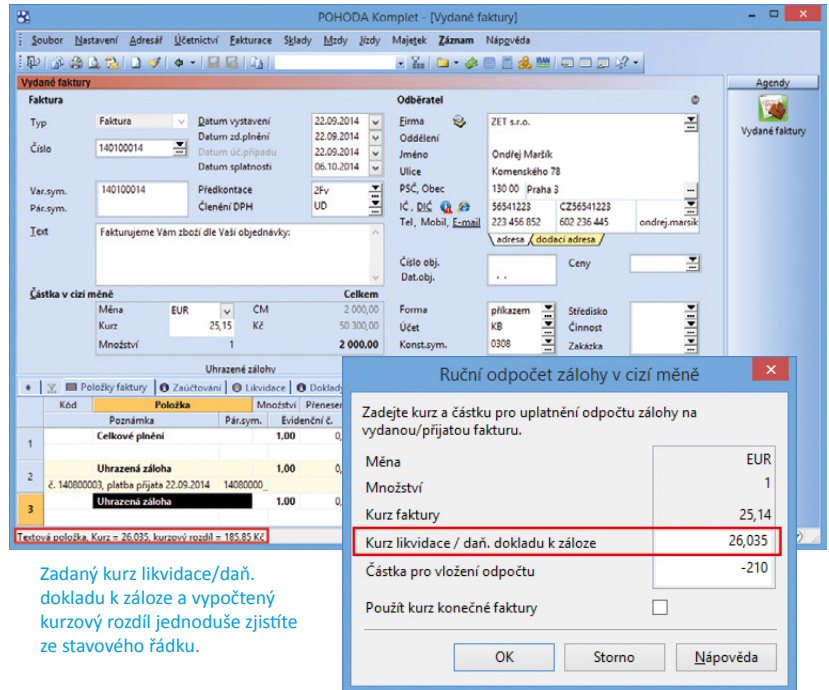 POHODA Komplet - [Vydané faktury]
Soubor Nastavení Adresář Účetnictví Fakturace Sklady Mzdy Jízdy Majetek Záznam Nápověda
Vydané faktury
Faktura
Typ Faktura
Číslo 140100014
Var.sym. 140100014
Pár.sym.
Datum vystavení 22.09.2014
Datum zd.plnění 22.09.2014
Datum úč.případu 22.09.2014
Datum splatnosti 06.10.2014
Předkontace 2Fv
Členění DPH UD
Text Fakturujeme Vám zboží dle Vaší objednávky:
Částka v cizí měně Celkem
Měna EUR CM 2 000,00
Kurz 25,15 Kč 50 300,00
Množství 1 2 000,00
Odběratel
Firma ZET s.r.o.
Oddělení
Jméno Ondřej Maršík
Ulice Komenského 78
PSČ, Obec 130 00 Praha 3
IČ, DIČ 56541223 CZ56541223
Tel, Mobil, E-mail 223 456 852 602 236 445 ondrej.marsik
adresa dodací adresa
Číslo obj. Ceny
Dat.obj. . .
Forma příkazem Středisko
Účet KB Činnost
Konst.sym. 0308 Zakázka
Agendy
Vydané faktury
Uhrazené zálohy
Položky faktury Zaúčtování Likvidace Doklady
Kód Položka Množství Přenesen
Poznámka Pár.sym. Evidenční č.
1 Celkové plnění 1,00 0,
2 Uhrazená záloha 1,00 0,
č. 140800003, platba přijata 22.09.2014 14080000_
3 Uhrazená záloha 1.00 0,
Textová položka, Kurz = 26,035, kurzový rozdíl = 185,85 Kč
Ruční odpočet zálohy v cizí měně
Zadejte kurz a částku pro uplatnění odpočtu zálohy na
vydanou/přijatou fakturu.
Měna EUR
Množství 1
Kurz faktury 25,14
Kurz likvidace / daň. dokladu k záloze 26,035
Částka pro vložení odpočtu -210
Použít kurz konečné faktury
OK Storno Nápověda
Zadaný kurz likvidace/daň.
dokladu k záloze a vypočtený
kurzový rozdíl jednoduše zjistíte
ze stavového řádku.